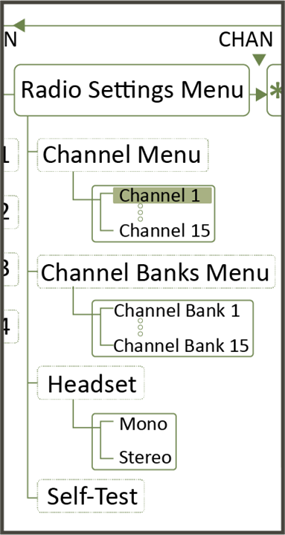 N
CHAN
Radio Settings Menu
*
1
Channel Menu
Channel 1
2
Channel 15
3
Channel Banks Menu
Channel Bank 1
4
Channel Bank 15
Headset
Mono
Stereo
Self-Test